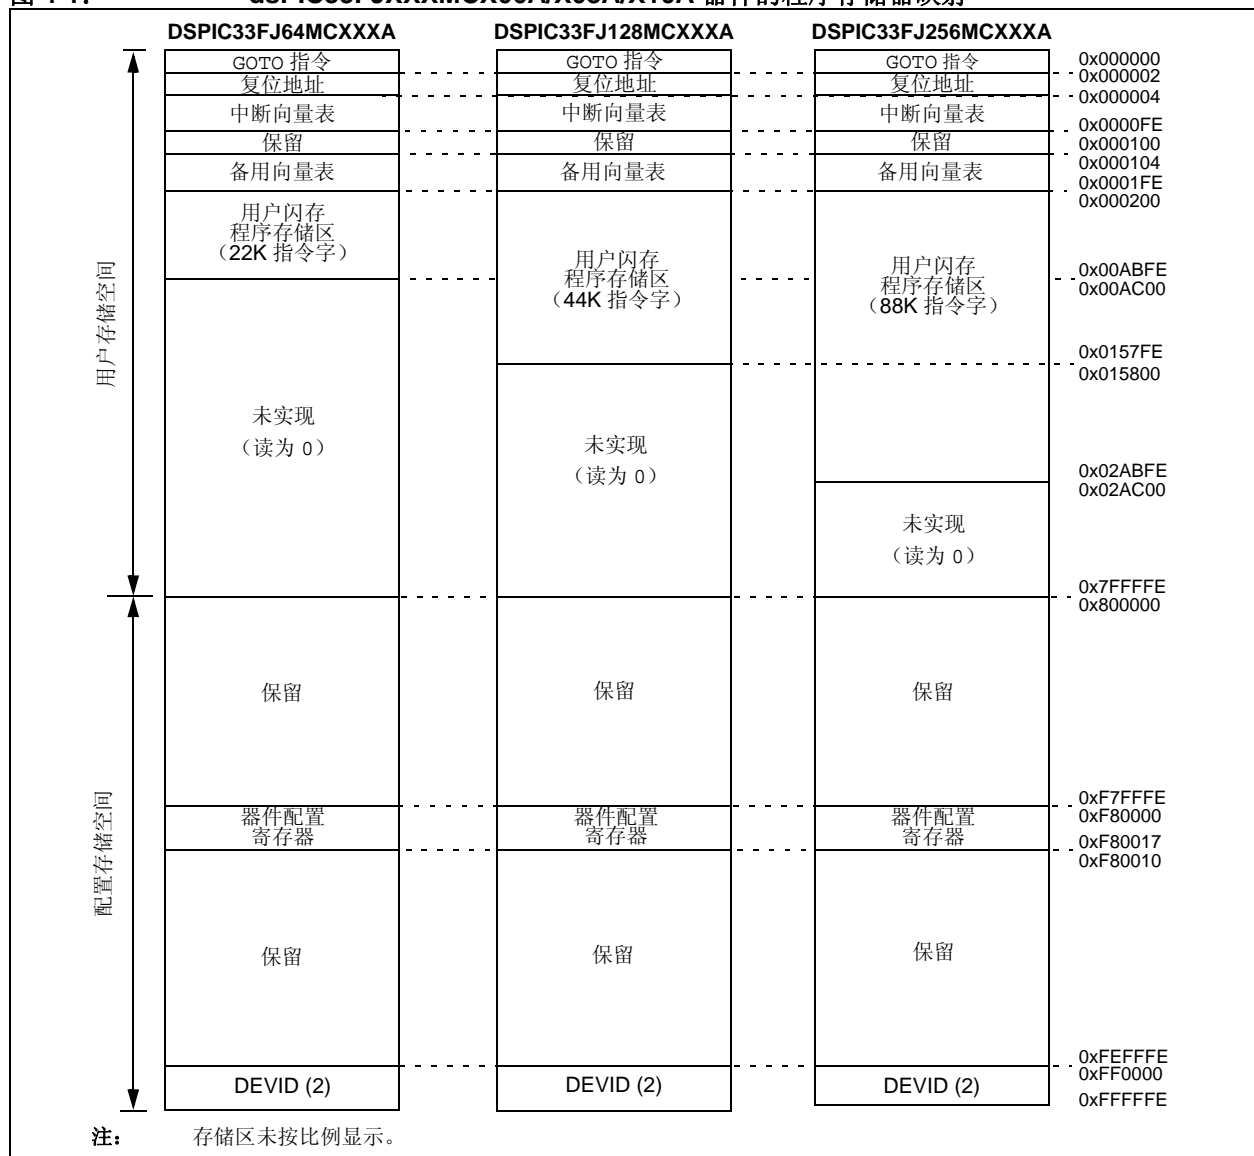 DSPIC33FJ64MCXXXA DSPIC33FJ128MCXXXA DSPIC33FJ256MCXXXA
GOTO 指令 GOTO 指令 GOTO 指令 0x000000
复位地址 复位地址 复位地址 0x000002
0x000004
中断向量表 中断向量表 中断向量表
0x0000FE
保留 保留 保留 0x000100
备用向量表 备用向量表 备用向量表 0x000104
0x0001FE
0x000200
用户闪存
程序存储区
（22K 指令字）
用户闪存
程序存储区
（44K 指令字）
用户闪存
程序存储区
（88K 指令字）
0x00ABFE
0x00AC00
用户存储空间
0x0157FE
0x015800
未实现
（读为 0）
未实现
（读为 0）
0x02ABFE
0x02AC00
未实现
（读为 0）
0x7FFFFE
0x800000
保留 保留 保留
配置存储空间
0xF7FFFE
器件配置 器件配置 器件配置 0xF80000
寄存器 寄存器 寄存器 0xF80017
0xF80010
保留 保留 保留
0xFEFFFE
0xFF0000
DEVID (2) DEVID (2) DEVID (2)
0xFFFFFE
注： 存储区未按比例显示。